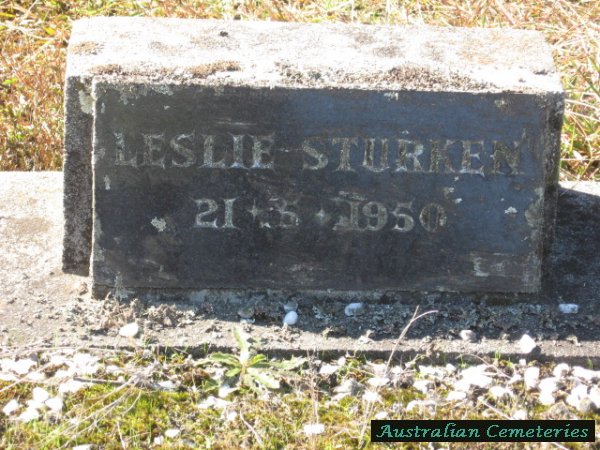 LESLIE STURKEN
21 • 3 • 1950
Australian Cemeteries